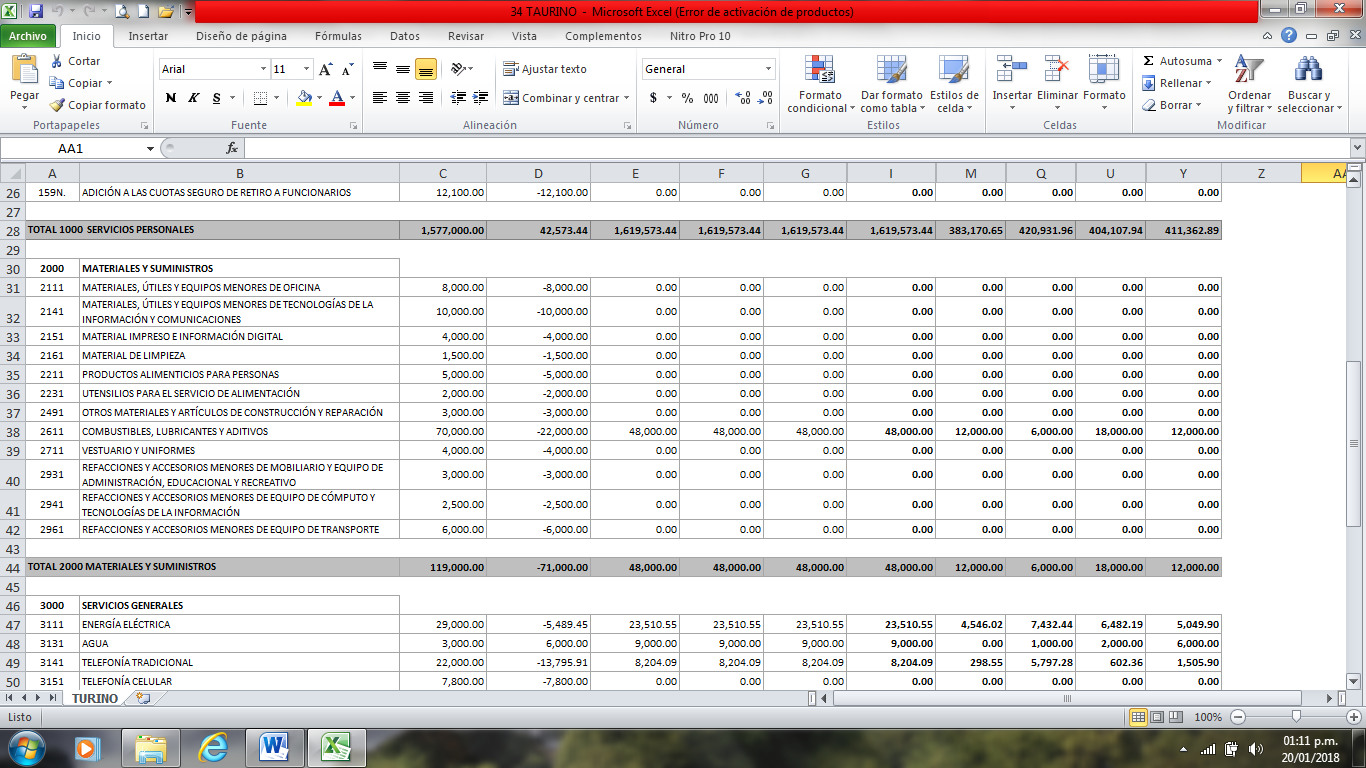 34 TAURINO - Microsoft Excel (Error de activación de productos)
Archivo Inicio Insertar Diseño de página Fórmulas Datos Revisar Vista Complementos Nitro Pro 10
Pegar
Cortar
Copiar
Copiar formato
Portapapeles
Arial 11
N K S
Fuente
Ajustar texto
Combinar y centrar
Alineación
General
$ % 000
Número
Formato condicional
Dar formato como tabla
Estilos de celda
Estilos
Insertar Eliminar Formato
Celdas
Σ Autosuma
Rellenar
Borrar
Ordenar y filtrar
Buscar y seleccionar
Modificar
AA1 fx
A B C D E F G I M Q U Y Z AA
26 159N. ADICIÓN A LAS CUOTAS SEGURO DE RETIRO A FUNCIONARIOS 12,100.00 -12,100.00 0.00 0.00 0.00 0.00 0.00 0.00 0.00 0.00
27
28 TOTAL 1000 SERVICIOS PERSONALES 1,577,000.00 42,573.44 1,619,573.44 1,619,573.44 1,619,573.44 1,619,573.44 383,170.65 420,931.96 404,107.94 411,362.89
29
30 2000 MATERIALES Y SUMINISTROS
31 2111 MATERIALES, ÚTILES Y EQUIPOS MENORES DE OFICINA 8,000.00 -8,000.00 0.00 0.00 0.00 0.00 0.00 0.00 0.00 0.00
32 2141 MATERIALES, ÚTILES Y EQUIPOS MENORES DE TECNOLOGÍAS DE LA
INFORMACIÓN Y COMUNICACIONES 10,000.00 -10,000.00 0.00 0.00 0.00 0.00 0.00 0.00 0.00 0.00
33 2151 MATERIAL IMPRESO E INFORMACIÓN DIGITAL 4,000.00 -4,000.00 0.00 0.00 0.00 0.00 0.00 0.00 0.00 0.00
34 2161 MATERIAL DE LIMPIEZA 1,500.00 -1,500.00 0.00 0.00 0.00 0.00 0.00 0.00 0.00 0.00
35 2211 PRODUCTOS ALIMENTICIOS PARA PERSONAS 5,000.00 -5,000.00 0.00 0.00 0.00 0.00 0.00 0.00 0.00 0.00
36 2231 UTENSILIOS PARA EL SERVICIO DE ALIMENTACIÓN 2,000.00 -2,000.00 0.00 0.00 0.00 0.00 0.00 0.00 0.00 0.00
37 2491 OTROS MATERIALES Y ARTÍCULOS DE CONSTRUCCIÓN Y REPARACIÓN 3,000.00 -3,000.00 0.00 0.00 0.00 0.00 0.00 0.00 0.00 0.00
38 2611 COMBUSTIBLES, LUBRICANTES Y ADITIVOS 70,000.00 -22,000.00 48,000.00 48,000.00 48,000.00 48,000.00 12,000.00 6,000.00 18,000.00 12,000.00
39 2711 VESTUARIO Y UNIFORMES 4,000.00 -4,000.00 0.00 0.00 0.00 0.00 0.00 0.00 0.00 0.00
40 2931 REFACCIONES Y ACCESORIOS MENORES DE MOBILIARIO Y EQUIPO DE
ADMINISTRACIÓN, EDUCACIONAL Y RECREATIVO 3,000.00 -3,000.00 0.00 0.00 0.00 0.00 0.00 0.00 0.00 0.00
41 2941 REFACCIONES Y ACCESORIOS MENORES DE EQUIPO DE CÓMPUTO Y
TECNOLOGÍAS DE LA INFORMACIÓN 2,500.00 -2,500.00 0.00 0.00 0.00 0.00 0.00 0.00 0.00 0.00
42 2961 REFACCIONES Y ACCESORIOS MENORES DE EQUIPO DE TRANSPORTE 6,000.00 -6,000.00 0.00 0.00 0.00 0.00 0.00 0.00 0.00 0.00
43
44 TOTAL 2000 MATERIALES Y SUMINISTROS 119,000.00 -71,000.00 48,000.00 48,000.00 48,000.00 48,000.00 12,000.00 6,000.00 18,000.00 12,000.00
45
46 3000 SERVICIOS GENERALES
47 3111 ENERGÍA ELÉCTRICA 29,000.00 -5,489.45 23,510.55 23,510.55 23,510.55 23,510.55 4,546.02 7,432.44 6,482.19 5,049.90
48 3131 AGUA 3,000.00 6,000.00 9,000.00 9,000.00 9,000.00 9,000.00 0.00 1,000.00 2,000.00 6,000.00
49 3141 TELEFONÍA TRADICIONAL 22,000.00 -13,795.91 8,204.09 8,204.09 8,204.09 8,204.09 298.55 5,797.28 602.36 1,505.90
50 3151 TELEFONÍA CELULAR 7,800.00 -7,800.00 0.00 0.00 0.00 0.00 0.00 0.00 0.00 0.00
TURINO
Listo 100%
01:11 p.m.
20/01/2018